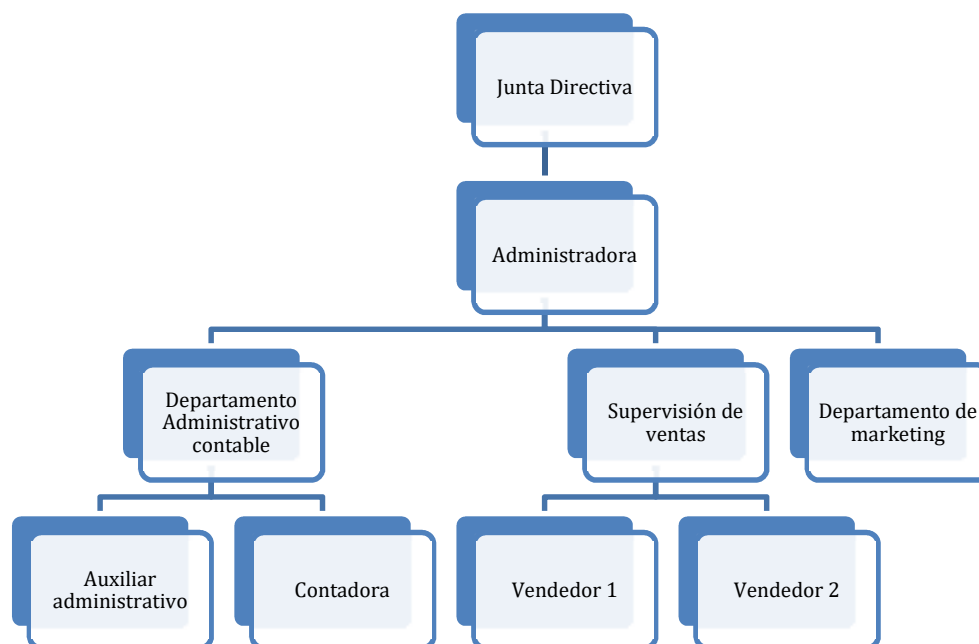 Junta Directiva
Administradora
Departamento
Administrativo
contable
Supervisión de
ventas
Departamento de
marketing
Auxiliar
administrativo
Contadora
Vendedor 1
Vendedor 2